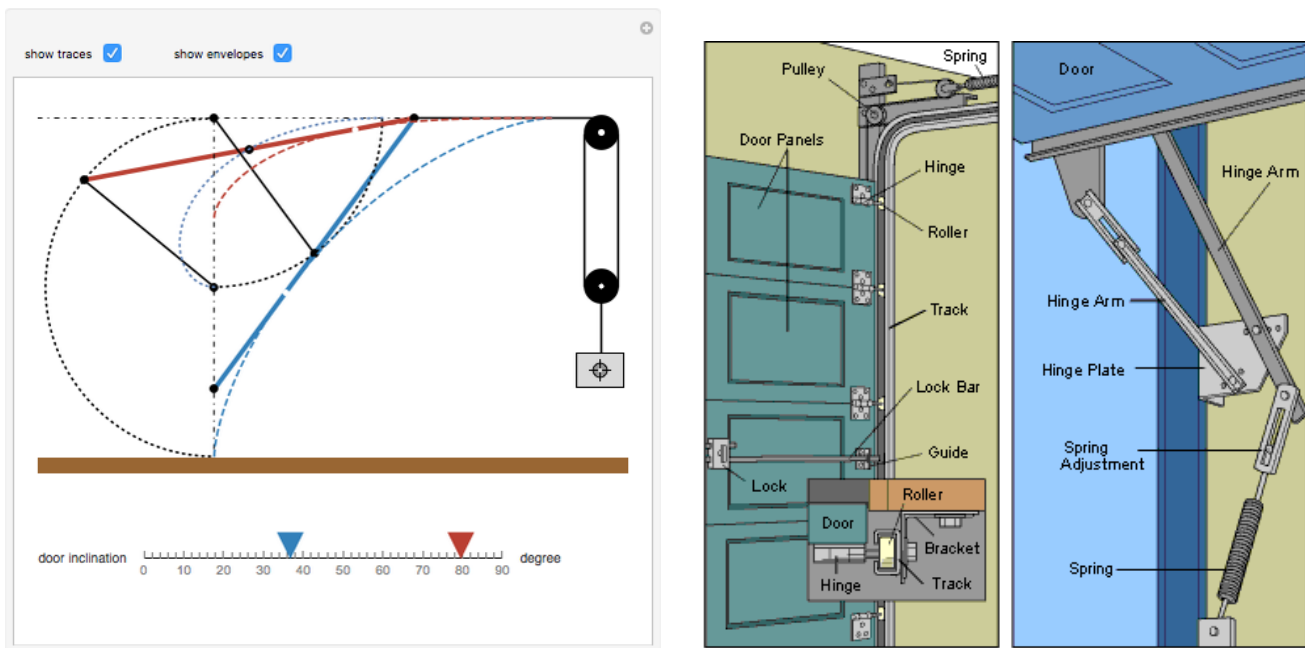 show traces
show envelopes
door inclination
0 10 20 30 40 50 60 70 80 90
degree
Pulley
Spring
Door Panels
Hinge
Roller
Track
Lock Bar
Guide
Lock
Roller
Door
Bracket
Hinge
Track
Door
Hinge Arm
Hinge Arm
Hinge Plate
Spring
Adjustment
Spring